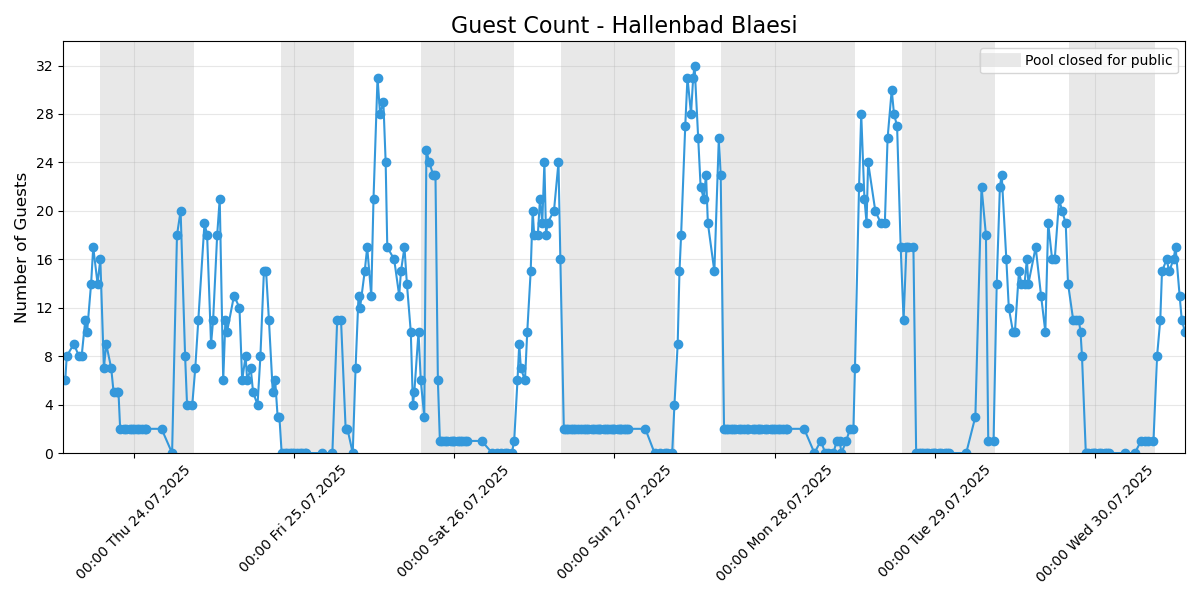 Guest Count - Hallenbad Blaesi
Pool closed for public
Number of Guests
32
28
24
20
16
12
8
4
0
00:00 Thu 24.07.2025
00:00 Fri 25.07.2025
00:00 Sat 26.07.2025
00:00 Sun 27.07.2025
00:00 Mon 28.07.2025
00:00 Tue 29.07.2025
00:00 Wed 30.07.2025